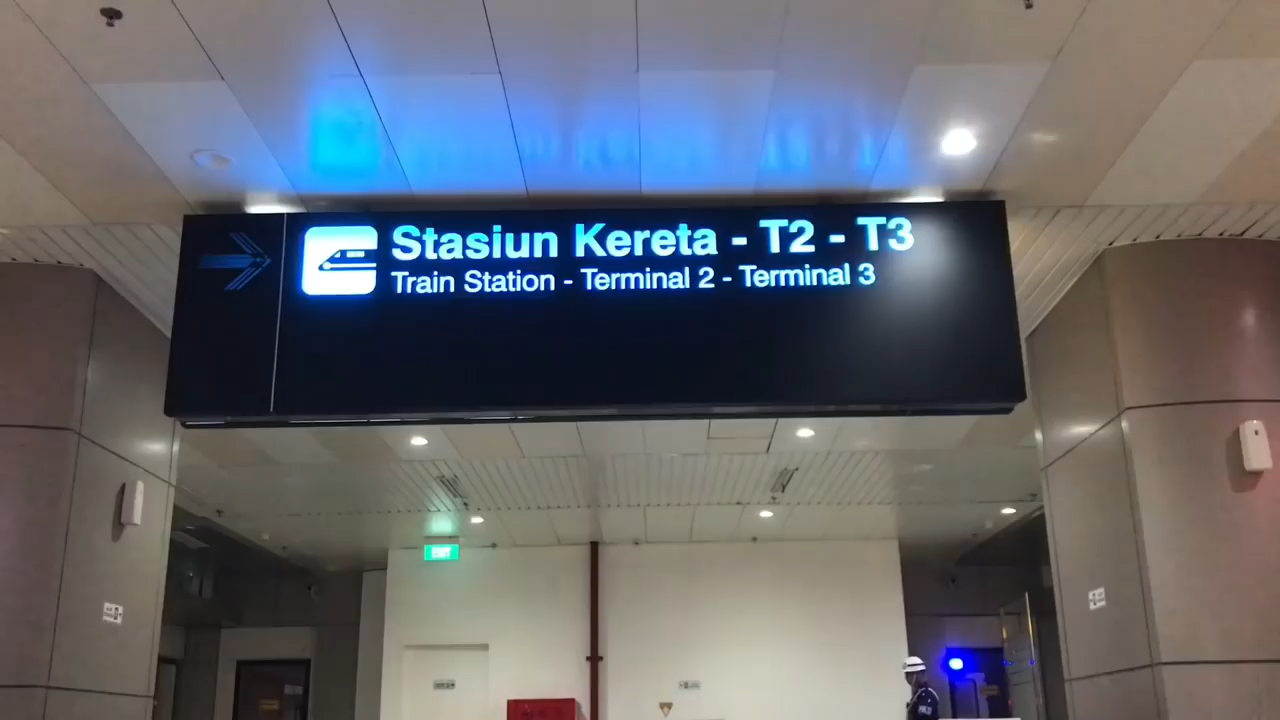 Stasiun Kereta - T2 - T3
Train Station - Terminal 2 - Terminal 3
EXIT